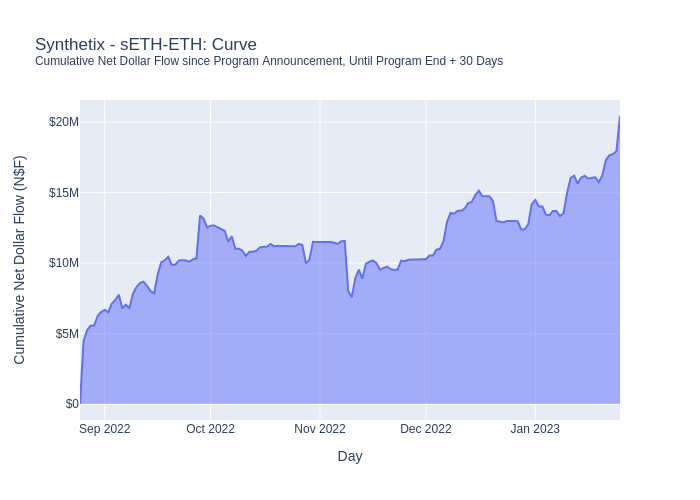 Synthetix - sETH-ETH: Curve
Cumulative Net Dollar Flow since Program Announcement, Until Program End + 30 Days
Cumulative Net Dollar Flow (N$F)
$20M
$15M
$10M
$5M
$0
Sep 2022
Oct 2022
Nov 2022
Dec 2022
Jan 2023
Day